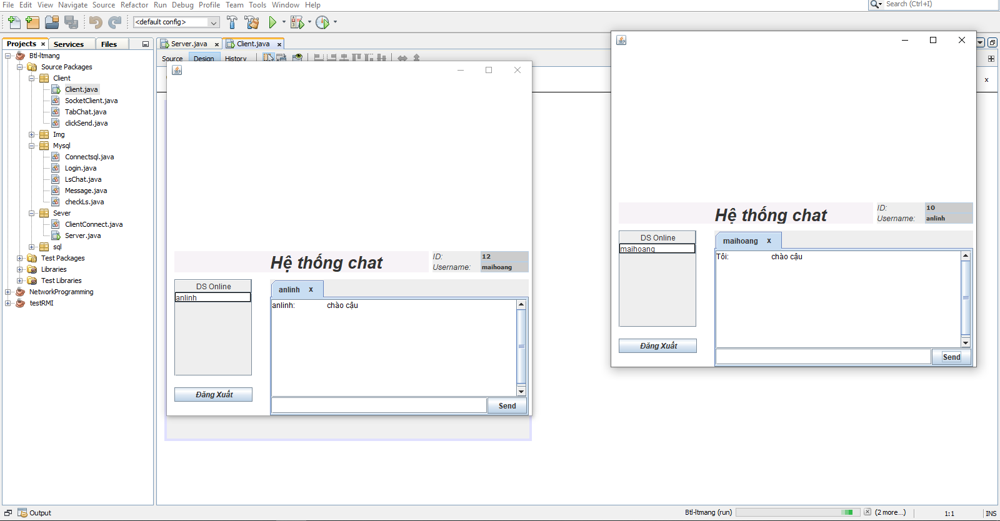 File Edit View Navigate Source Refactor Run Debug Profile Team Tools Window Help
Search (Ctrl+I)
<default config>
Projects x Services Files
Server.java x Client.java x
Source Design History
x
Btl-ltmang
Source Packages
Client
Client.java
SocketClient.java
TabChat.java
clickSend.java
Img
Mysql
Connectsql.java
Login.java
LsChat.java
Message.java
checkLs.java
Sever
ClientConnect.java
Server.java
sql
Test Packages
Libraries
Test Libraries
NetworkProgramming
testRMI
Hệ thống chat
ID: 12
Username: maihoang
DS Online
anlinh
anlinh x
anlinh: chào cậu
Đăng Xuất
Send
Hệ thống chat
ID: 10
Username: anlinh
DS Online
maihoang
maihoang x
Tôi: chào cậu
Đăng Xuất
Send
Output
Btl-ltmang (run)
(2 more...)
1:1
INS